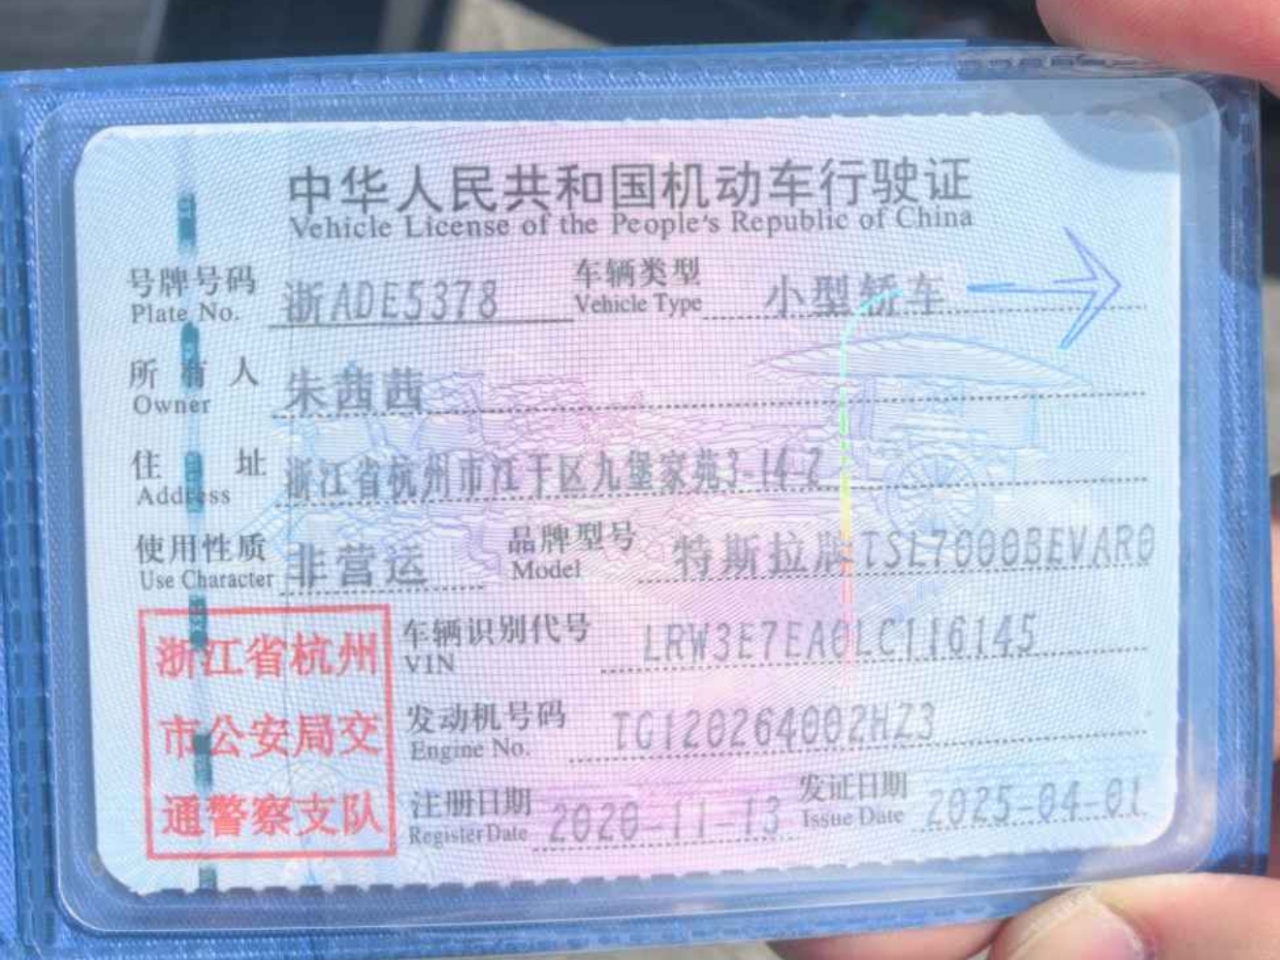 中华人民共和国机动车行驶证
Vehicle License of the People's Republic of China
号牌号码 浙ADE5378 车辆类型 小型轿车
Plate No. Vehicle Type
所有人 朱茜茜
Owner
住址 浙江省杭州市江干区九堡家苑3-14-2
Address
使用性质 非营运 品牌型号 特斯拉牌TSL7000BEVAR0
Use Character Model
浙江省杭州
市公安局交
通警察支队
车辆识别代号 LRW3E7EA0LC116145
VIN
发动机号码 TG120264002HZ3
Engine No.
注册日期 2020-11-13 发证日期 2025-04-01
Register Date Issue Date